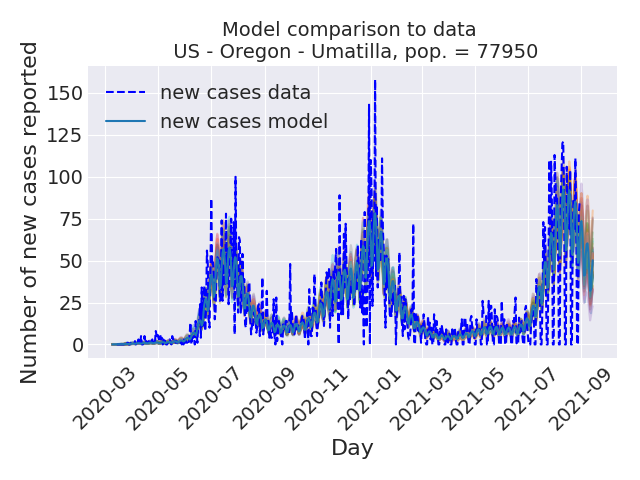 Model comparison to data
US - Oregon - Umatilla, pop. = 77950
Number of new cases reported
150
125
100
75
50
25
0
new cases data
new cases model
2020-03
2020-05
2020-07
2020-09
2020-11
2021-01
2021-03
2021-05
2021-07
2021-09
Day